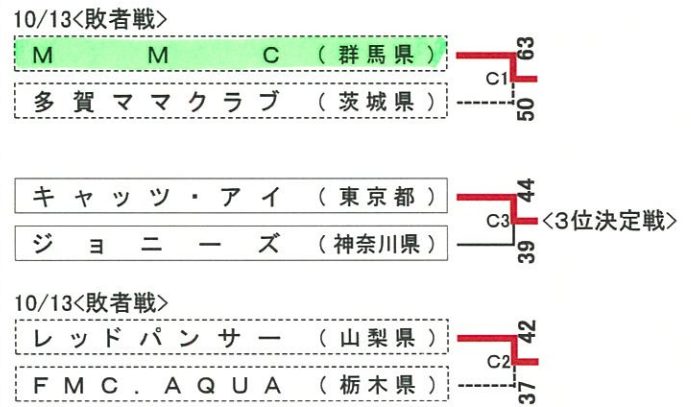 10/13<敗者戦>
MMC (群馬県) 63
C1
多賀ママクラブ (茨城県) 50
キャッツ・アイ (東京都) 44
C3 <3位決定戦>
ジョニーズ (神奈川県) 39
10/13<敗者戦>
レッドパンサー (山梨県) 42
C2
FMC.AQUA (栃木県) 37